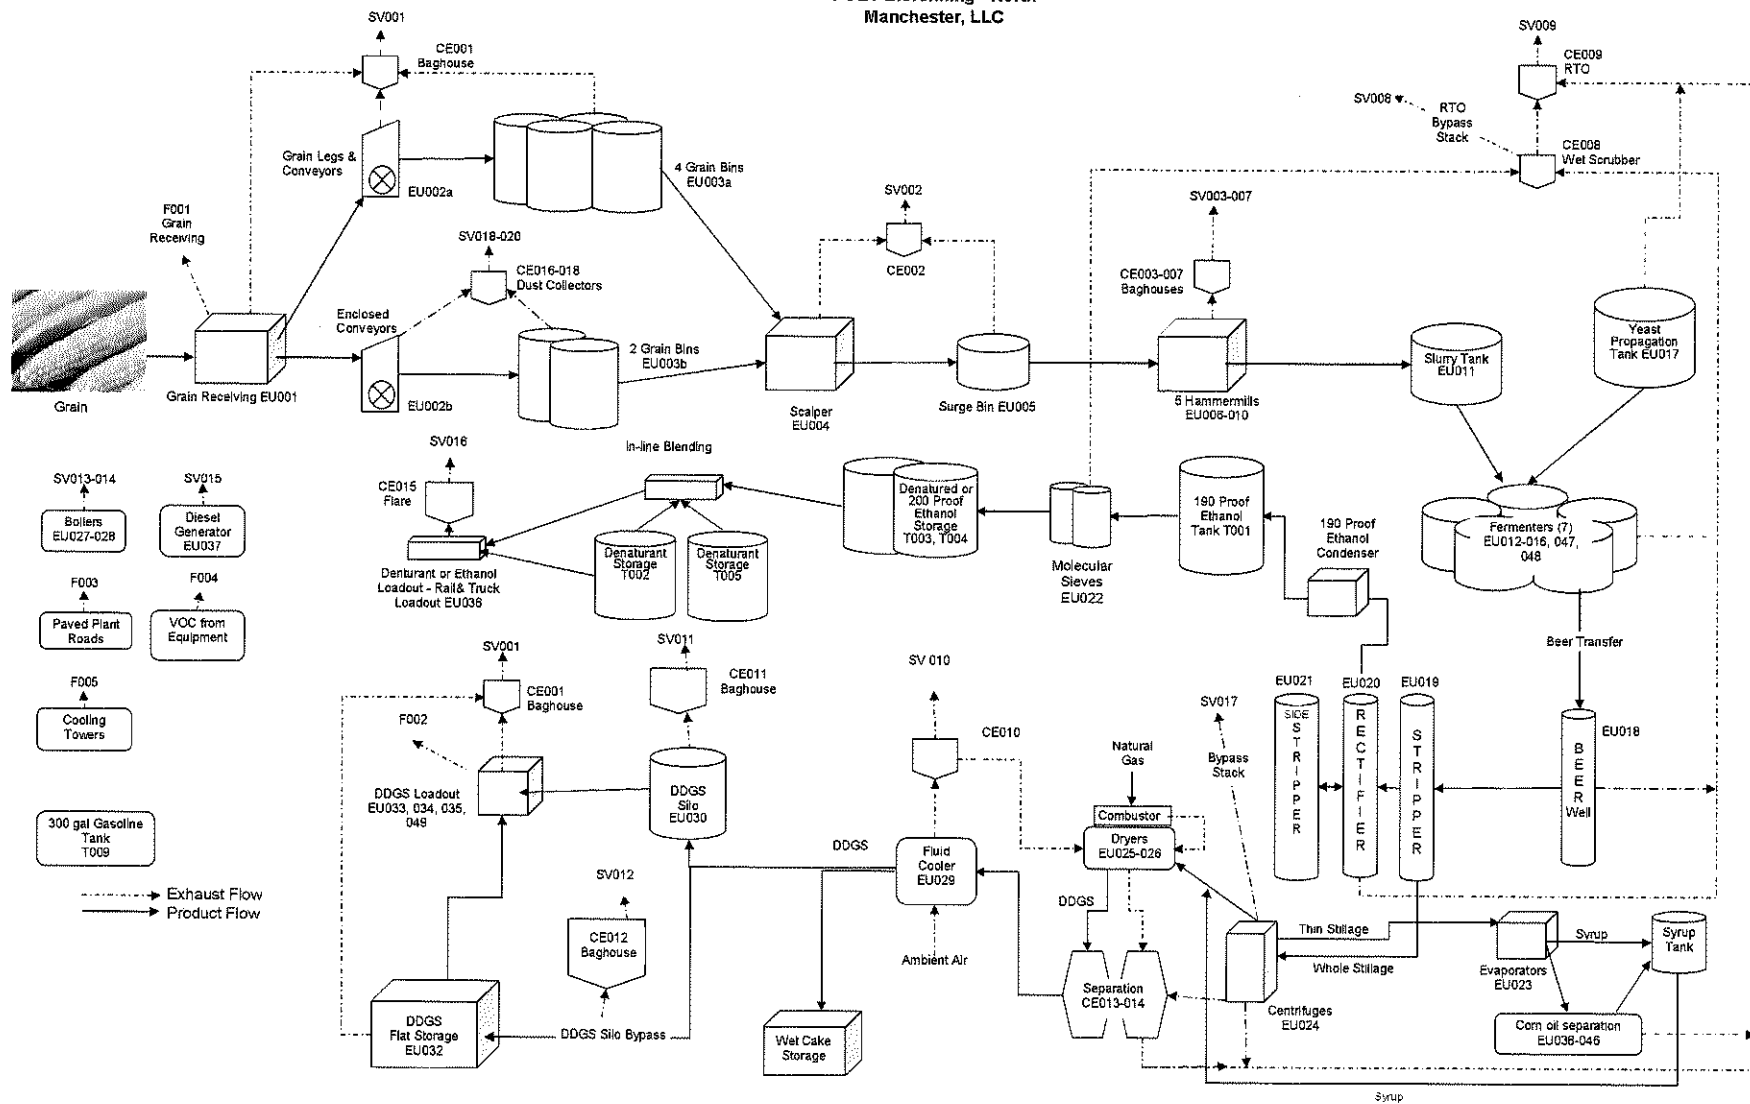 Manchester, LLC
SV001
CE001
Baghouse
SV009
CE009
RTO
SV008
RTO
Bypass
Stack
CE008
Wet Scrubber
Grain Legs &
Conveyors
EU002a
4 Grain Bins
EU003a
F001
Grain
Receiving
SV018-020
CE016-018
Dust Collectors
SV002
CE002
SV003-007
CE003-007
Baghouses
Enclosed
Conveyors
EU002b
2 Grain Bins
EU003b
Grain
Grain Receiving EU001
Scalper
EU004
Surge Bin EU005
5 Hammermills
EU006-010
Slurry Tank
EU011
Yeast
Propagation
Tank EU017
SV016
In-line Blending
CE015
Flare
Denaturant
Storage
T002
Denaturant
Storage
T005
Denturant or Ethanol
Loadout - Rail& Truck
Loadout EU036
Denatured or
200 Proof
Ethanol
Storage
T003, T004
Molecular
Sieves
EU022
190 Proof
Ethanol
Tank T001
190 Proof
Ethanol
Condenser
Fermenters (7)
EU012-016, 047,
048
Beer Transfer
SV013-014
Boilers
EU027-028
SV015
Diesel
Generator
EU037
F003
Paved Plant
Roads
F004
VOC from
Equipment
F005
Cooling
Towers
300 gal Gasoline
Tank
T009
Exhaust Flow
Product Flow
SV001
CE001
Baghouse
F002
DDGS Loadout
EU033, 034, 035,
049
SV011
CE011
Baghouse
DDGS
Silo
EU030
SV012
CE012
Baghouse
DDGS
Flat Storage
EU032
DDGS Silo Bypass
DDGS
SV 010
CE010
Fluid
Cooler
EU029
Ambient Air
Wet Cake
Storage
Natural
Gas
Combustor
Dryers
EU025-026
DDGS
Separation
CE013-014
SV017
Bypass
Stack
EU021
SIDE
STRIPPER
EU020
RECTIFIER
EU019
STRIPPER
EU018
BEER
Well
Thin Stillage
Whole Stillage
Centrifuges
EU024
Evaporators
EU023
Syrup
Syrup
Tank
Corn oil separation
EU038-046
Syrup